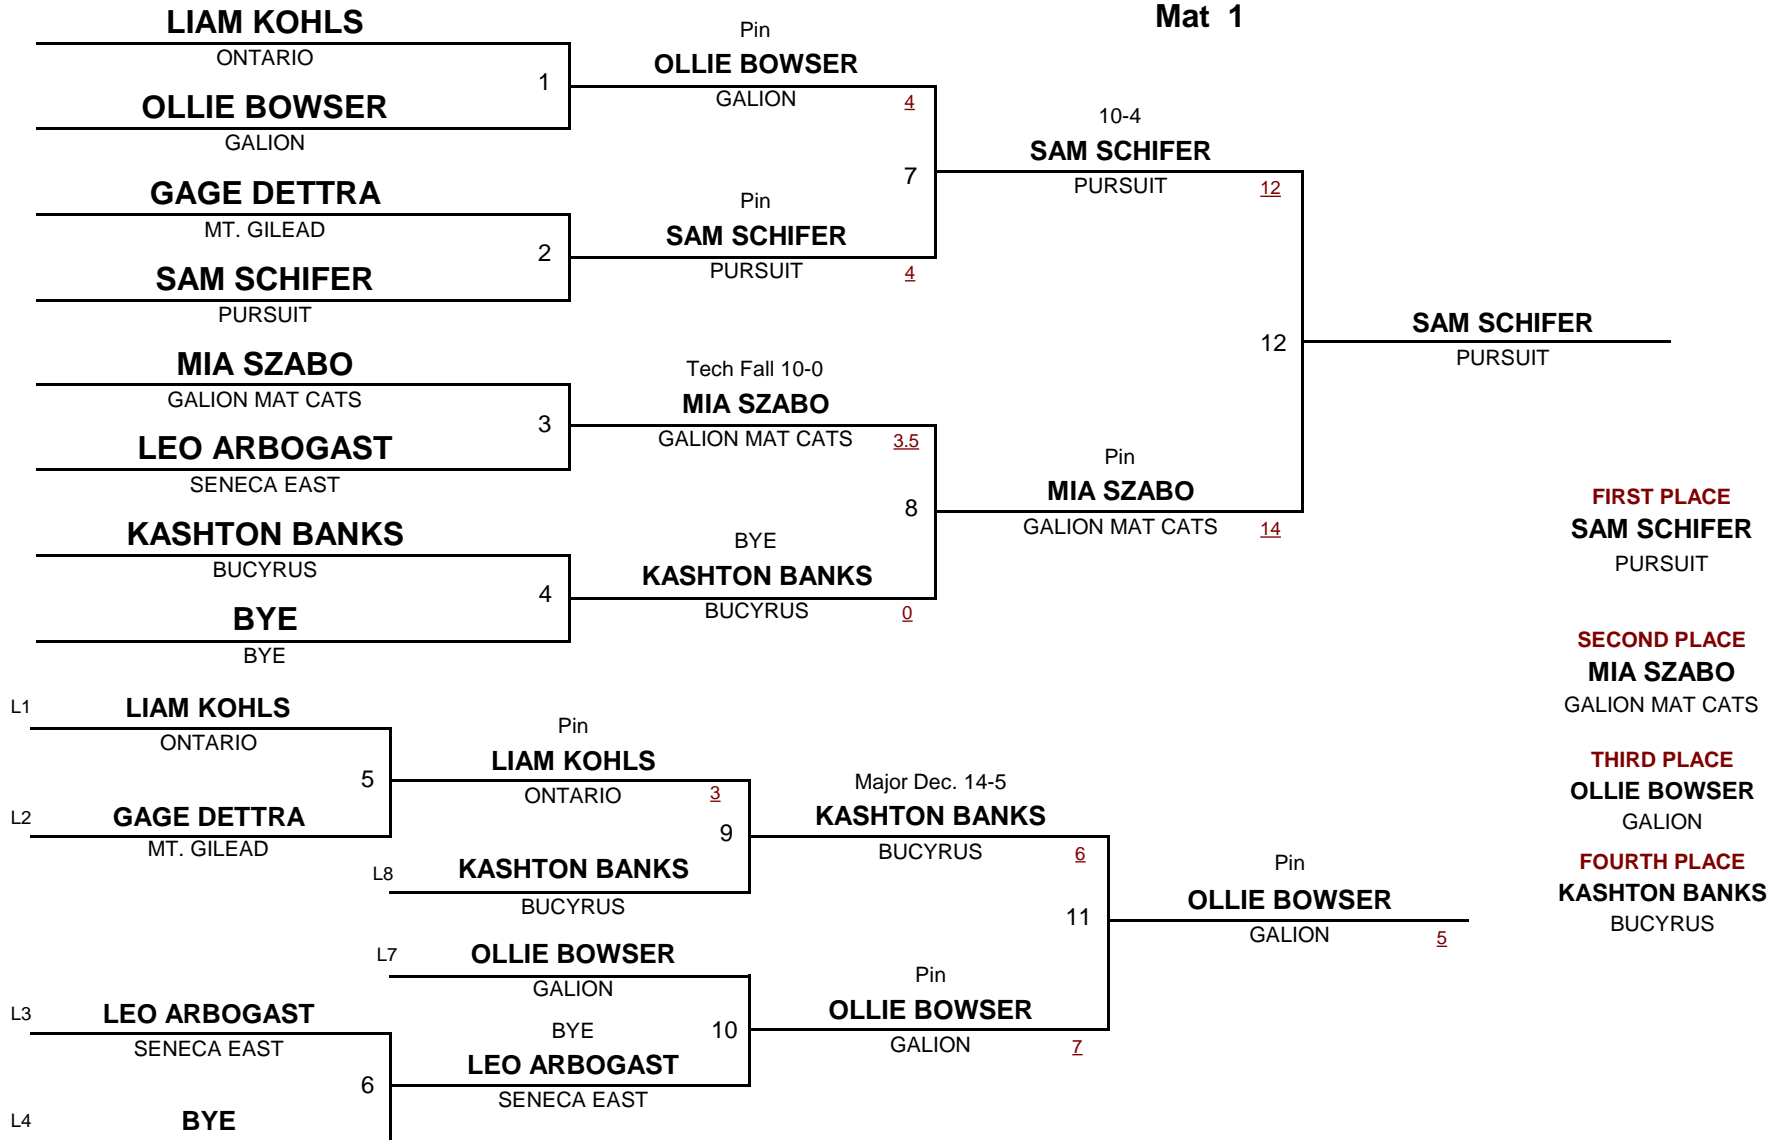 Mat 1
LIAM KOHLS
ONTARIO
1
OLLIE BOWSER
GALION
GAGE DETTRA
MT. GILEAD
2
SAM SCHIFER
PURSUIT
MIA SZABO
GALION MAT CATS
3
LEO ARBOGAST
SENECA EAST
KASHTON BANKS
BUCYRUS
4
BYE
BYE
Pin
OLLIE BOWSER
GALION 4
7
Pin
SAM SCHIFER
PURSUIT 4
Tech Fall 10-0
MIA SZABO
GALION MAT CATS 3.5
8
BYE
KASHTON BANKS
BUCYRUS 0
10-4
SAM SCHIFER
PURSUIT 12
12
Pin
MIA SZABO
GALION MAT CATS 14
SAM SCHIFER
PURSUIT
FIRST PLACE
SAM SCHIFER
PURSUIT
SECOND PLACE
MIA SZABO
GALION MAT CATS
THIRD PLACE
OLLIE BOWSER
GALION
FOURTH PLACE
KASHTON BANKS
BUCYRUS
L1 LIAM KOHLS
ONTARIO
5
L2 GAGE DETTRA
MT. GILEAD
Pin
LIAM KOHLS
ONTARIO 3
9
L8 KASHTON BANKS
BUCYRUS
L7 OLLIE BOWSER
GALION
L3 LEO ARBOGAST
SENECA EAST
6
L4 BYE
BYE
10
LEO ARBOGAST
SENECA EAST
Major Dec. 14-5
KASHTON BANKS
BUCYRUS 6
11
Pin
OLLIE BOWSER
GALION 7
Pin
OLLIE BOWSER
GALION 5